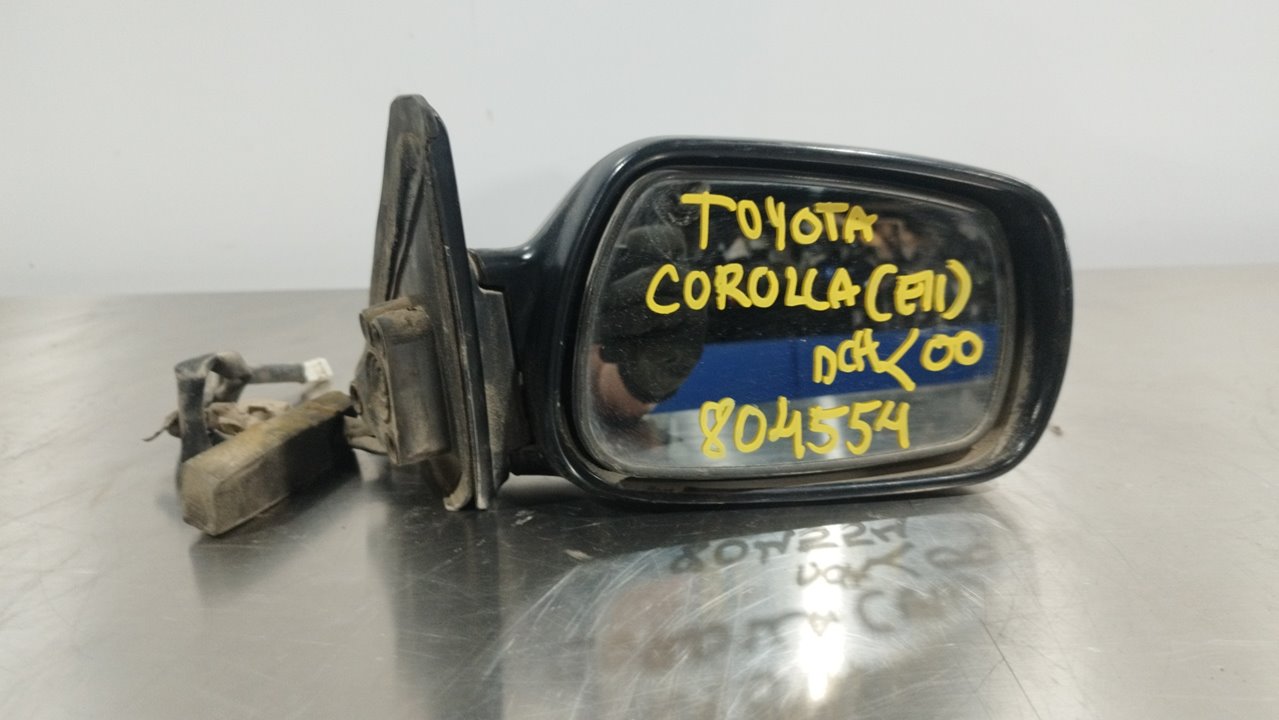 TOYOTA
COROLLA (E11)
DCH < 00
804554